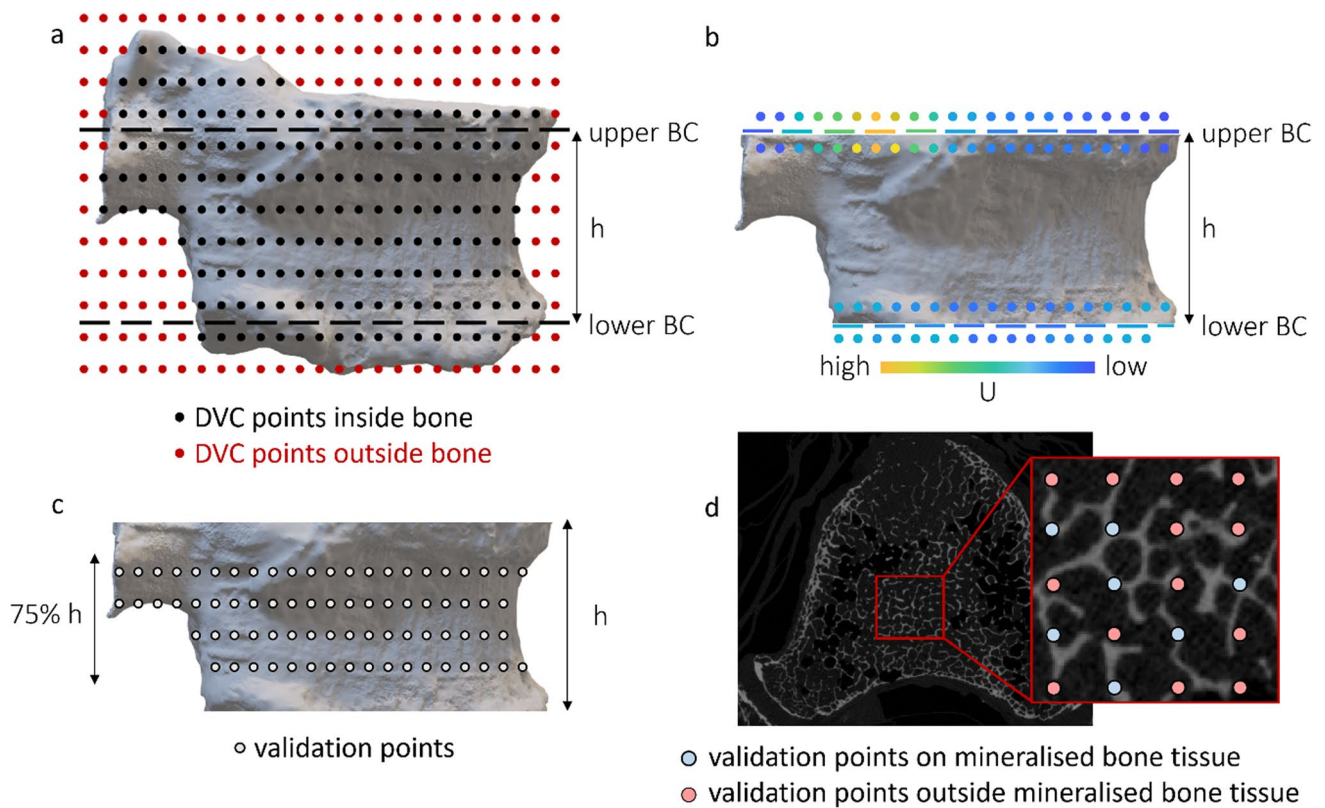 a
upper BC
h
lower BC
DVC points inside bone
DVC points outside bone
b
upper BC
h
lower BC
high
low
U
c
75% h
h
validation points
d
validation points on mineralised bone tissue
validation points outside mineralised bone tissue